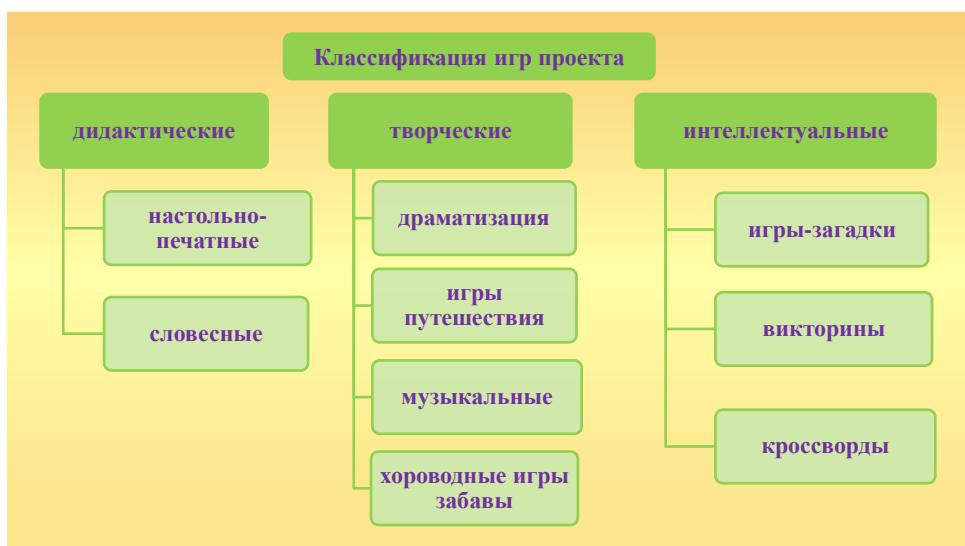 Классификация игр проекта
дидактические
настольно-
печатные
словесные
творческие
драматизация
игры
путешествия
музыкальные
хороводные игры
забавы
интеллектуальные
игры-загадки
викторины
кроссворды